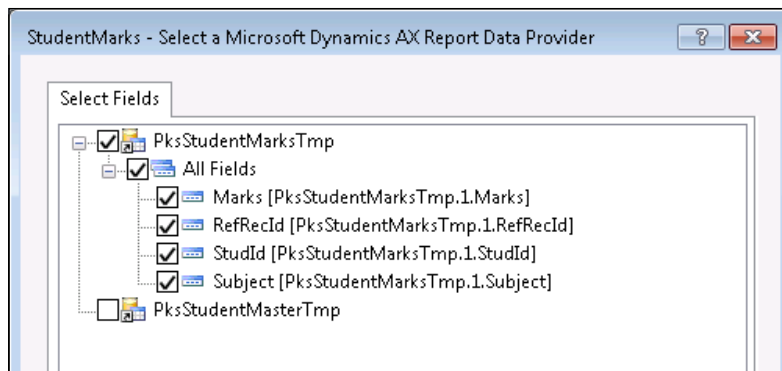 StudentMarks - Select a Microsoft Dynamics AX Report Data Provider
Select Fields
PksStudentMarksTmp
All Fields
Marks [PksStudentMarksTmp.1.Marks]
RefRecId [PksStudentMarksTmp.1.RefRecId]
StudId [PksStudentMarksTmp.1.StudId]
Subject [PksStudentMarksTmp.1.Subject]
PksStudentMasterTmp